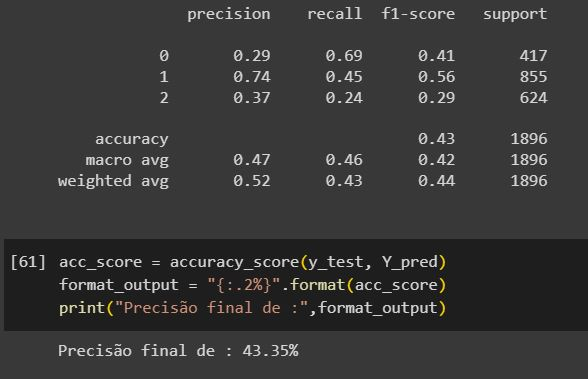 precision recall f1-score support
0 0.29 0.69 0.41 417
1 0.74 0.45 0.56 855
2 0.37 0.24 0.29 624
accuracy 0.43 1896
macro avg 0.47 0.46 0.42 1896
weighted avg 0.52 0.43 0.44 1896
[61] acc_score = accuracy_score(y_test, Y_pred)
format_output = "{:.2%}".format(acc_score)
print("Precisão final de :",format_output)
Precisão final de : 43.35%